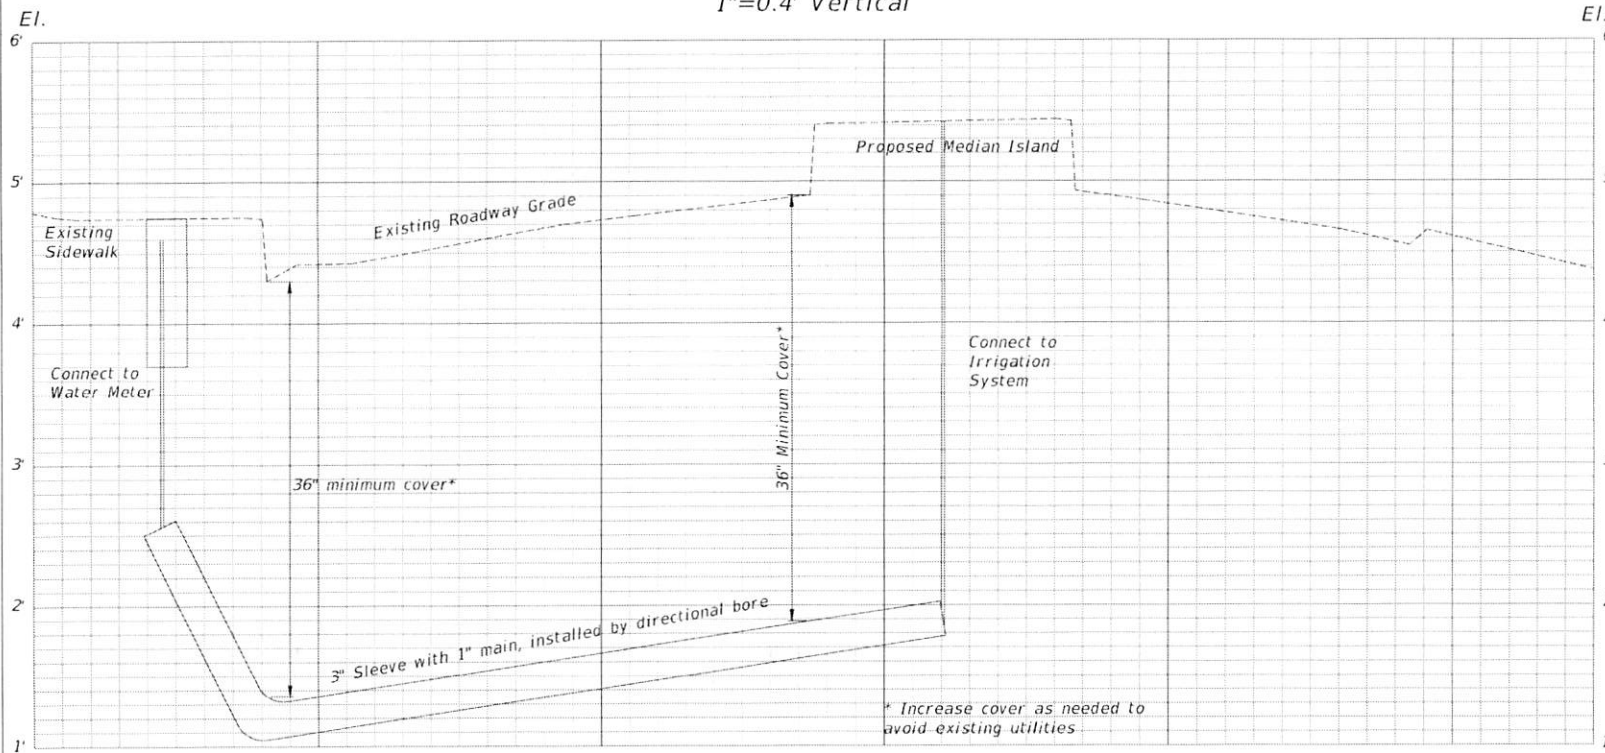 1"=0.4' Vertical
El.
El.
6'
5'
4'
3'
2'
1'
Existing
Sidewalk
Existing Roadway Grade
Proposed Median Island
Connect to
Water Meter
36" minimum cover*
36" Minimum Cover*
Connect to
Irrigation
System
3" Sleeve with 1" main, installed by directional bore
* Increase cover as needed to
avoid existing utilities